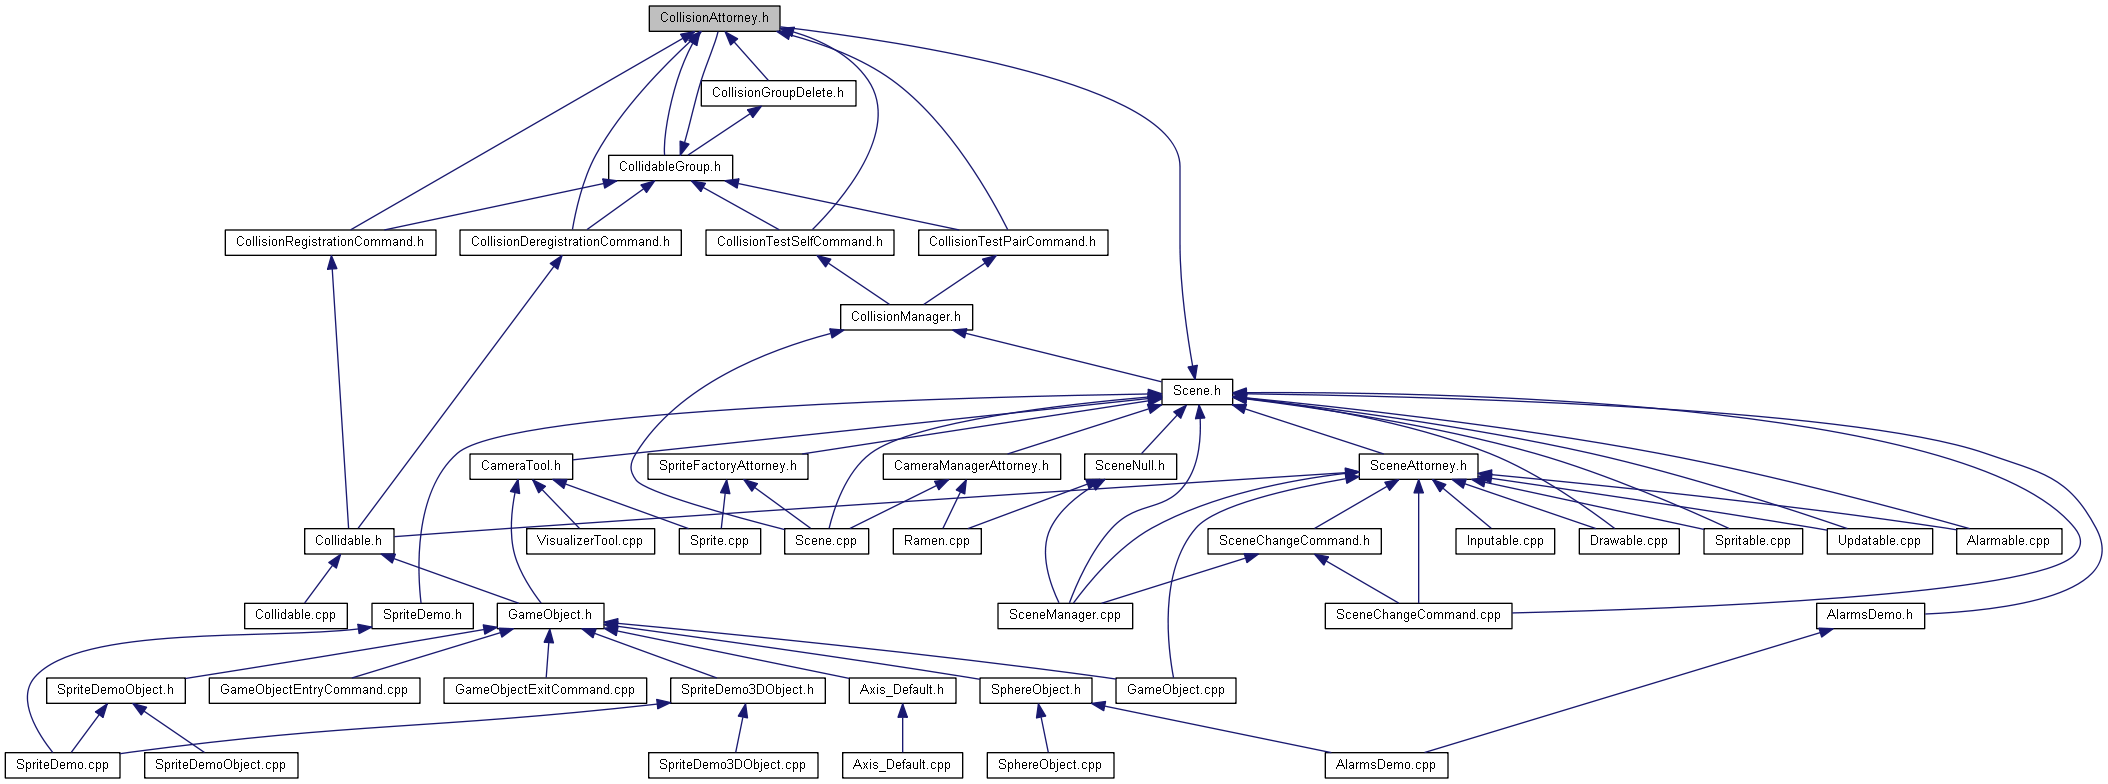 CollisionAttorney.h
CollisionGroupDelete.h
CollidableGroup.h
CollisionRegistrationCommand.h
CollisionDeregistrationCommand.h
CollisionTestSelfCommand.h
CollisionTestPairCommand.h
CollisionManager.h
Scene.h
CameraTool.h
SpriteFactoryAttorney.h
CameraManagerAttorney.h
SceneNull.h
SceneAttorney.h
Collidable.h
VisualizerTool.cpp
Sprite.cpp
Scene.cpp
Ramen.cpp
SceneChangeCommand.h
Inputable.cpp
Drawable.cpp
Spritable.cpp
Updatable.cpp
Alarmable.cpp
Collidable.cpp
SpriteDemo.h
GameObject.h
SceneManager.cpp
SceneChangeCommand.cpp
AlarmsDemo.h
SpriteDemoObject.h
GameObjectEntryCommand.cpp
GameObjectExitCommand.cpp
SpriteDemo3DObject.h
Axis_Default.h
SphereObject.h
GameObject.cpp
SpriteDemo.cpp
SpriteDemoObject.cpp
SpriteDemo3DObject.cpp
Axis_Default.cpp
SphereObject.cpp
AlarmsDemo.cpp